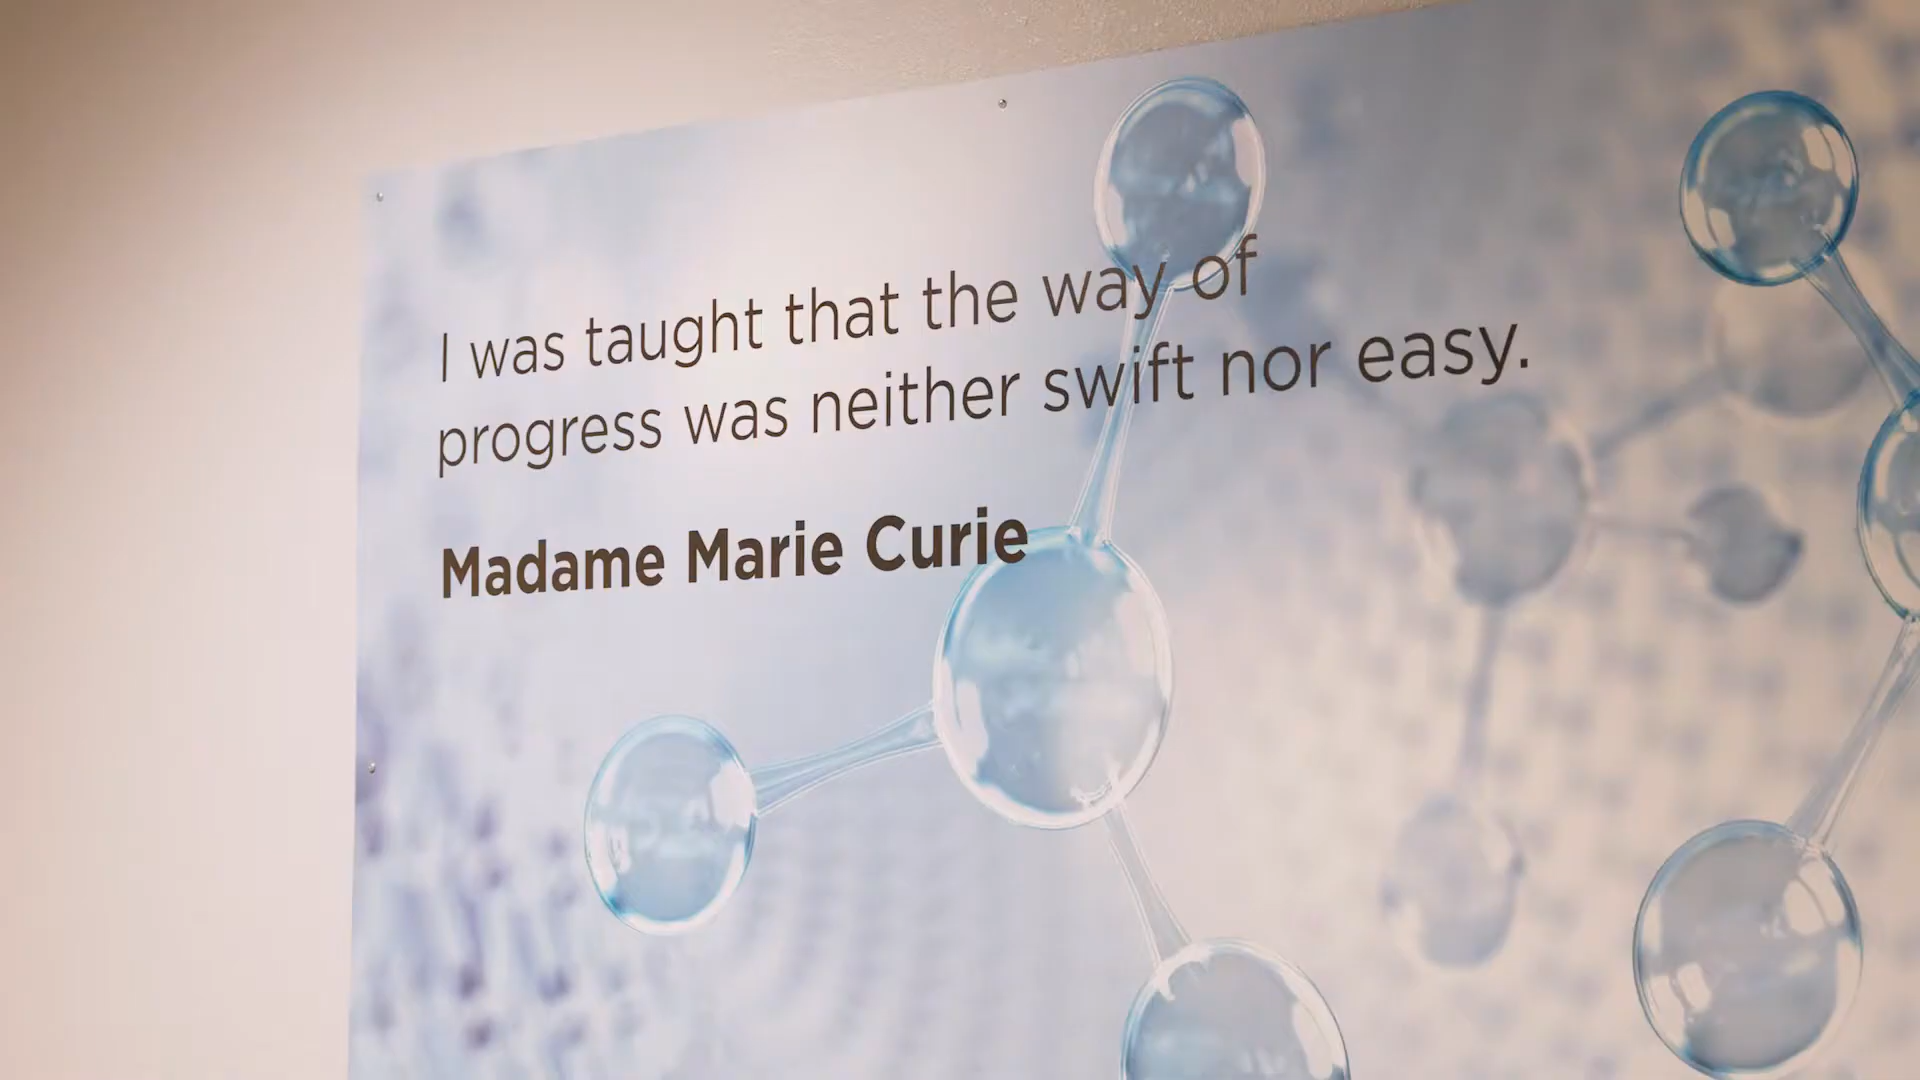 I was taught that the way of
progress was neither swift nor easy.
Madame Marie Curie